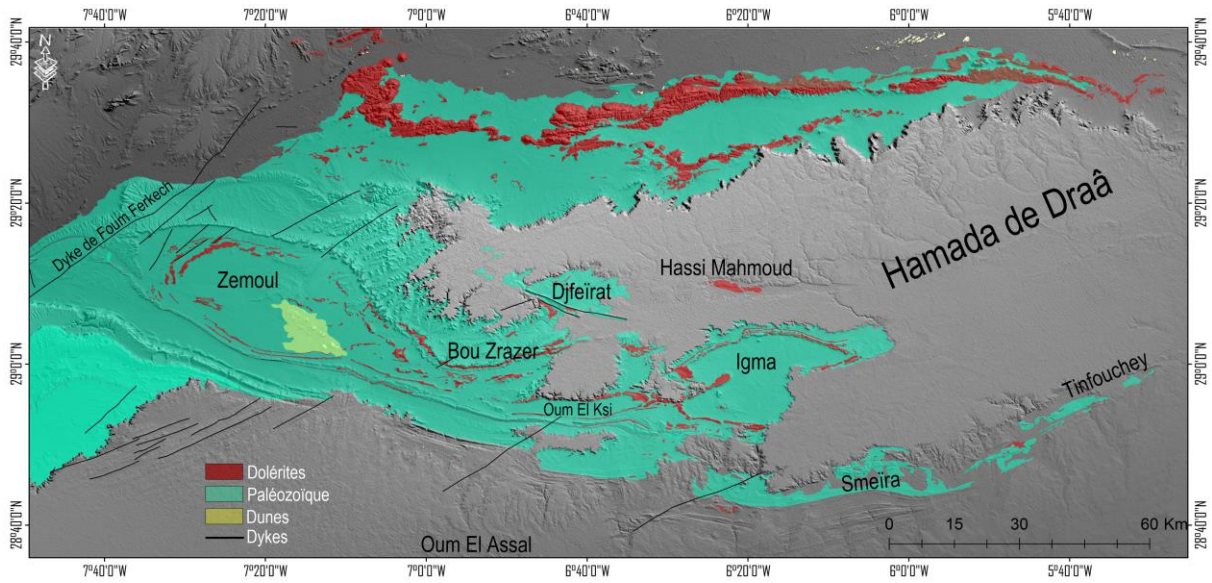 7°40'0"W 7°20'0"W 7°0'0"W 6°40'0"W 6°20'0"W 6°0'0"W 5°40'0"W
29°40'0"N
N
29°40'0"N
29°20'0"N
29°20'0"N
Hamada de Draâ
Dyke de Foum Ferkech
Zemoul
Hassi Mahmoud
Djfeïrat
Bou Zrazer
Igma
29°0'0"N
29°0'0"N
Tinfouchey
Oum El Ksi
Smeïra
Dolérites
Paléozoïque
Dunes
Dykes
0 15 30 60 Km
28°40'0"N
28°40'0"N
Oum El Assal
7°40'0"W 7°20'0"W 7°0'0"W 6°40'0"W 6°20'0"W 6°0'0"W 5°40'0"W